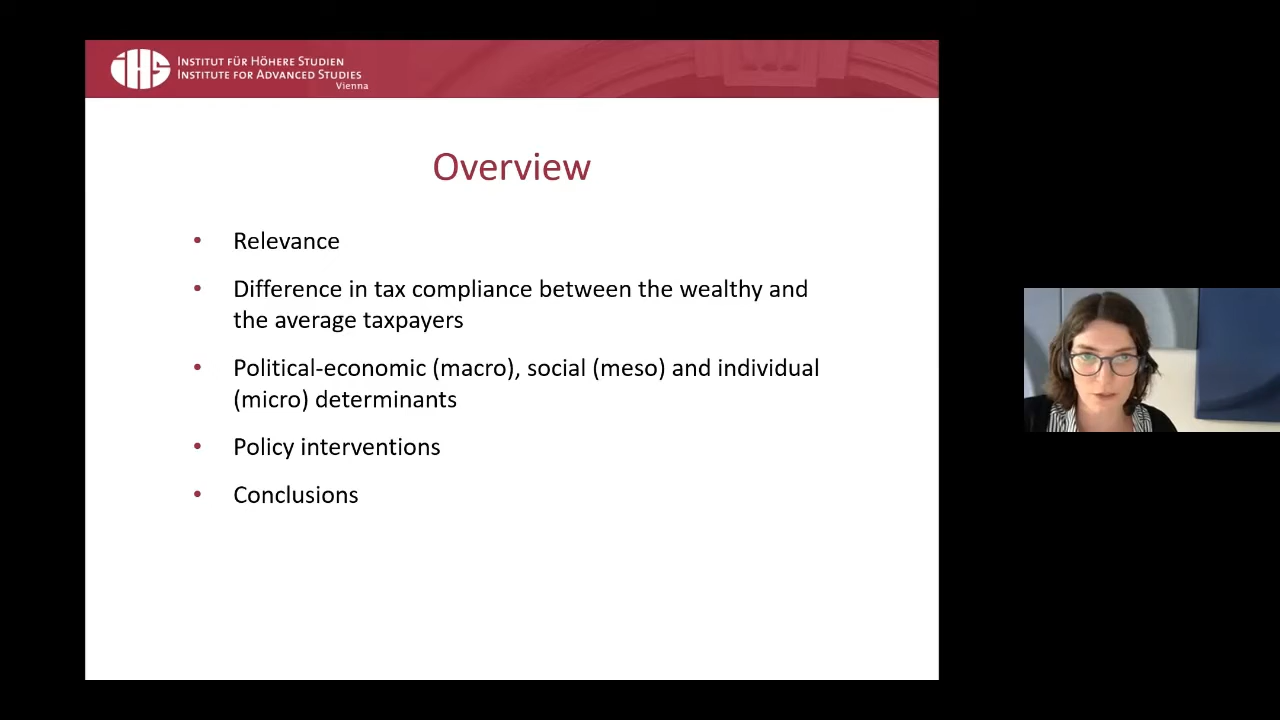 iHS
INSTITUT FÜR HÖHERE STUDIEN
INSTITUTE FOR ADVANCED STUDIES
Vienna
Overview
• Relevance
• Difference in tax compliance between the wealthy and
the average taxpayers
• Political-economic (macro), social (meso) and individual
(micro) determinants
• Policy interventions
• Conclusions